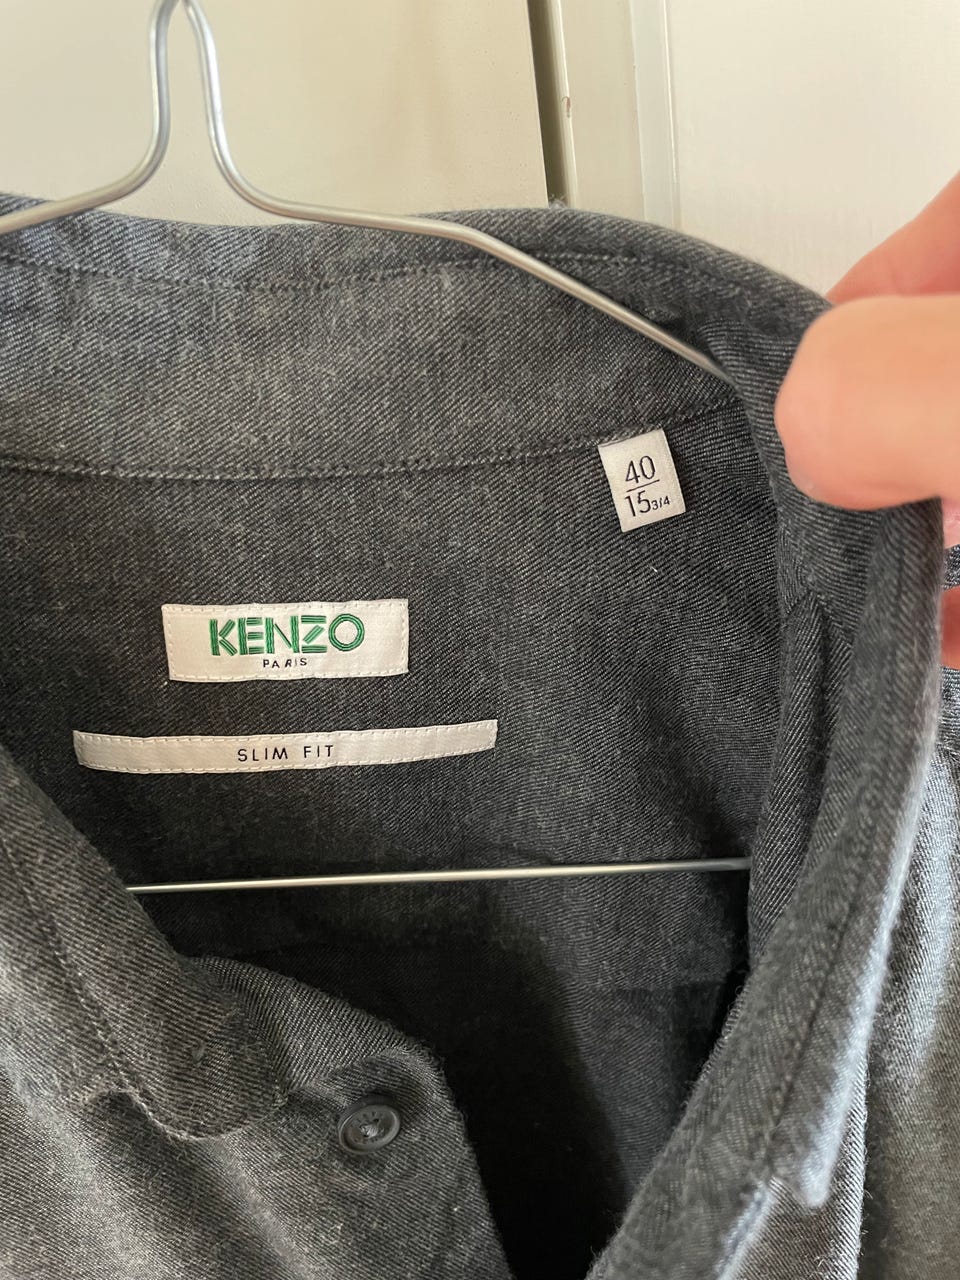 40
15 3/4
KENZO
PARIS
SLIM FIT